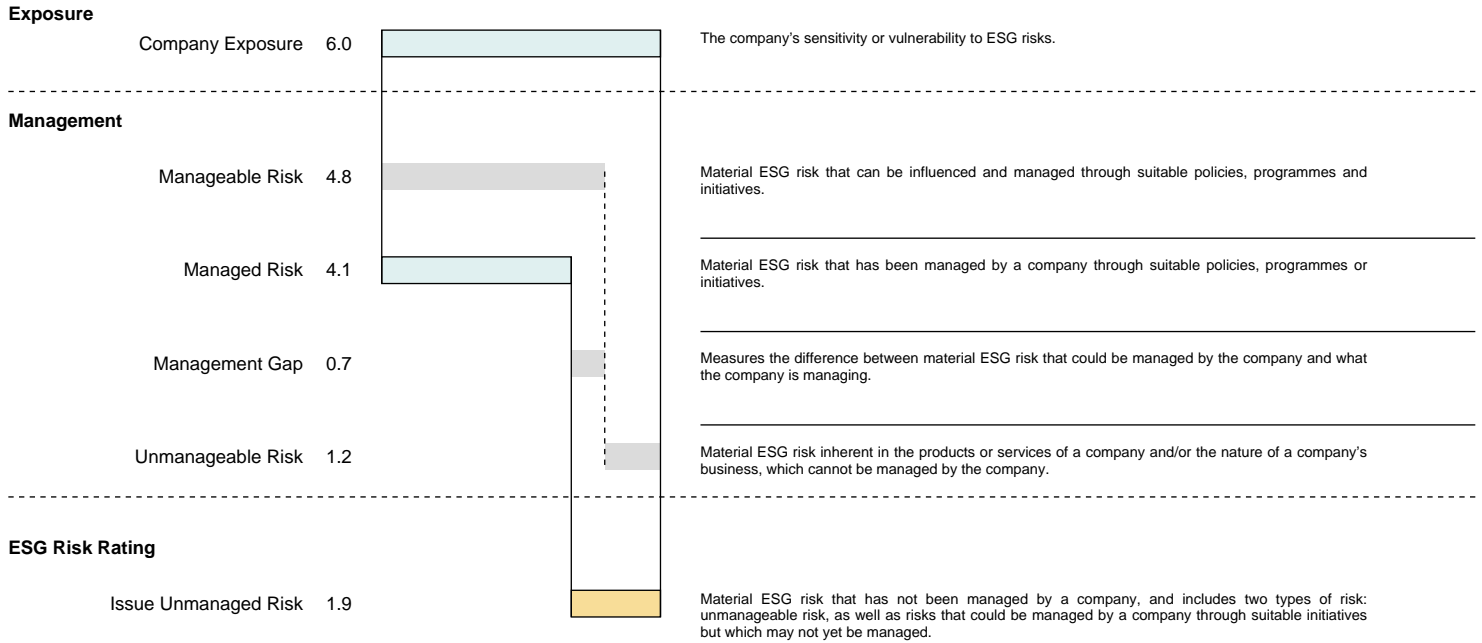 Exposure
Company Exposure 6.0
The company's sensitivity or vulnerability to ESG risks.
Management
Manageable Risk 4.8
Material ESG risk that can be influenced and managed through suitable policies, programmes and
initiatives.
Managed Risk 4.1
Material ESG risk that has been managed by a company through suitable policies, programmes or
initiatives.
Management Gap 0.7
Measures the difference between material ESG risk that could be managed by the company and what
the company is managing.
Unmanageable Risk 1.2
Material ESG risk inherent in the products or services of a company and/or the nature of a company's
business, which cannot be managed by the company.
ESG Risk Rating
Issue Unmanaged Risk 1.9
Material ESG risk that has not been managed by a company, and includes two types of risk:
unmanageable risk, as well as risks that could be managed by a company through suitable initiatives
but which may not yet be managed.